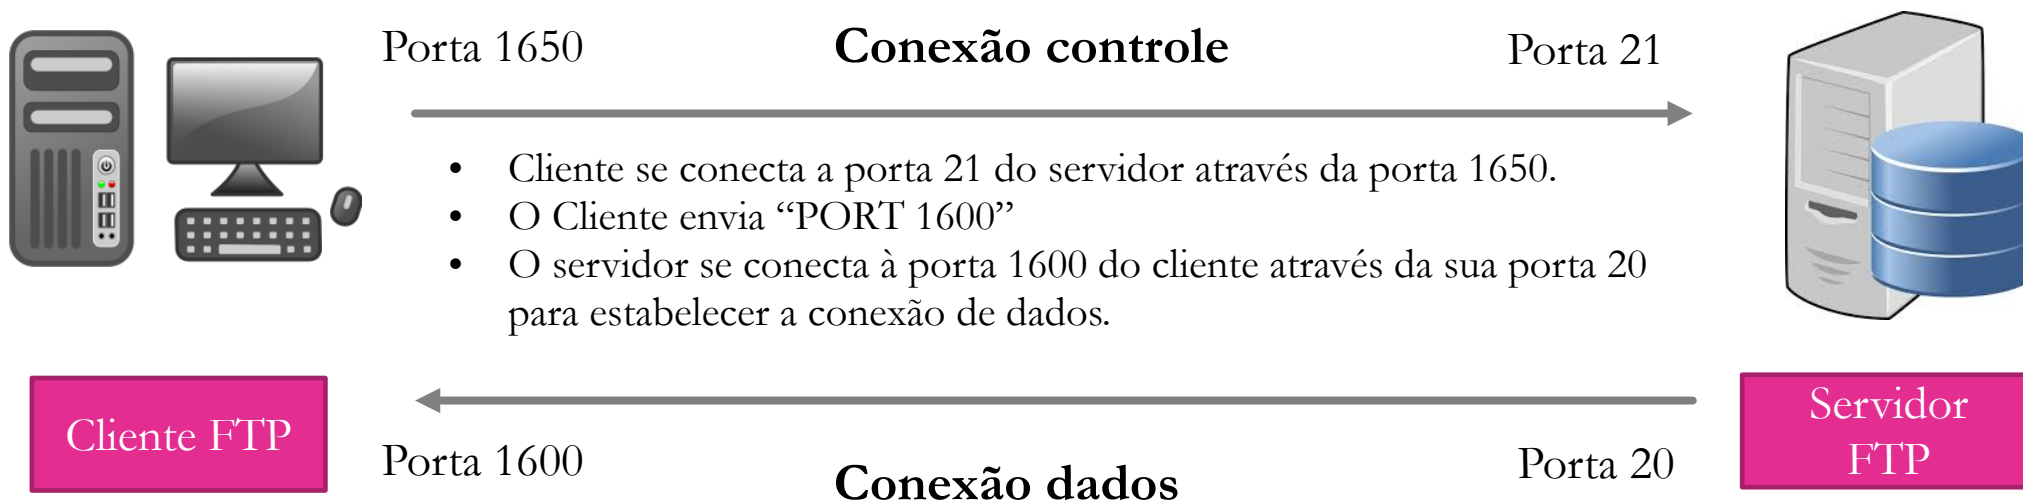 Porta 1650
Conexão controle
Porta 21
• Cliente se conecta a porta 21 do servidor através da porta 1650.
• O Cliente envia “PORT 1600”
• O servidor se conecta à porta 1600 do cliente através da sua porta 20
para estabelecer a conexão de dados.
Cliente FTP
Servidor
FTP
Porta 1600
Conexão dados
Porta 20